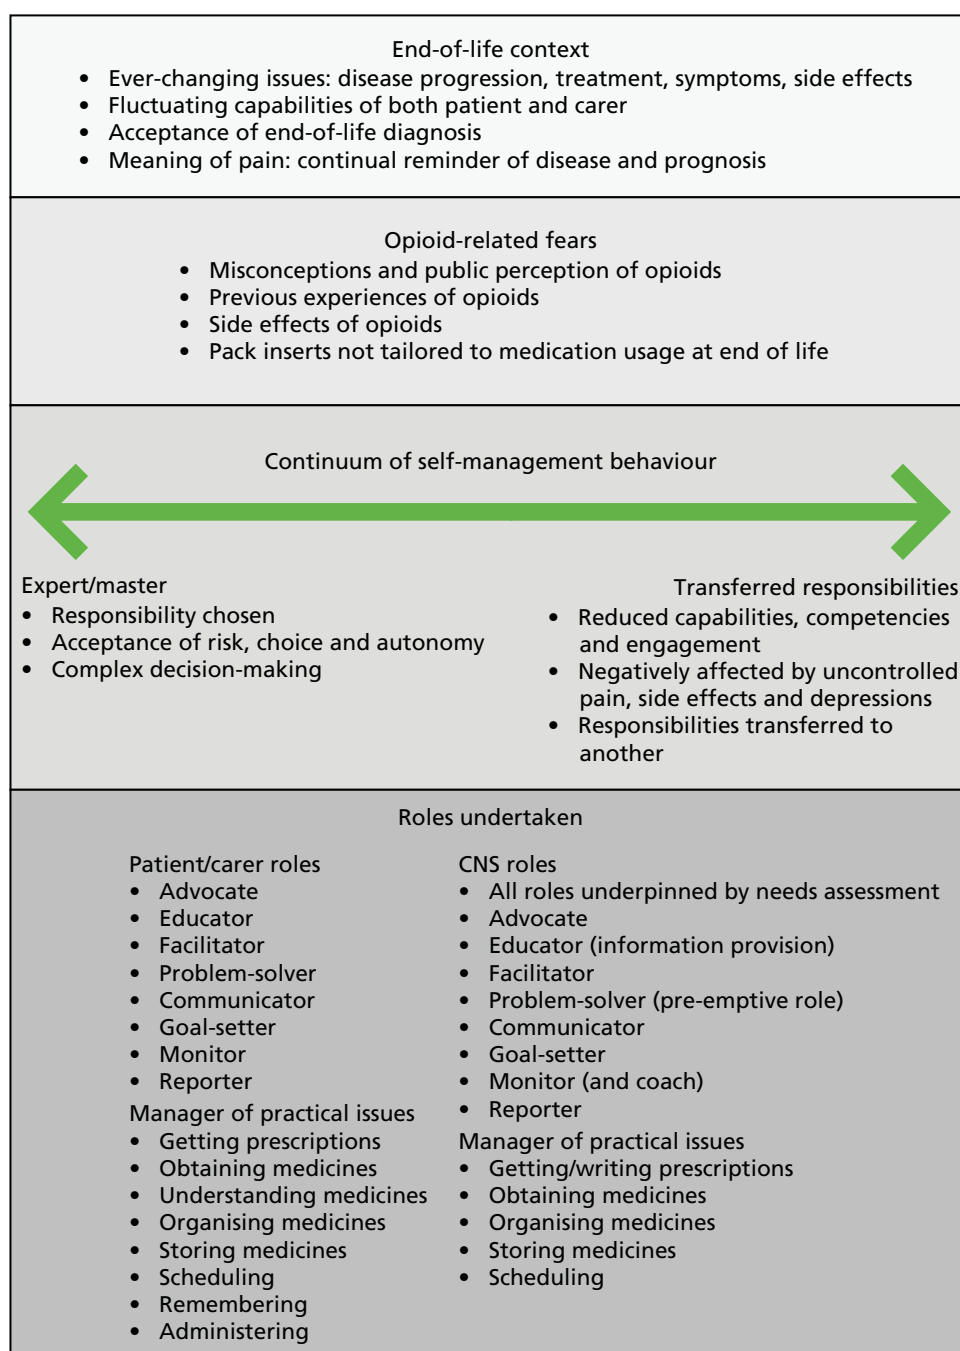 End-of-life context
• Ever-changing issues: disease progression, treatment, symptoms, side effects
• Fluctuating capabilities of both patient and carer
• Acceptance of end-of-life diagnosis
• Meaning of pain: continual reminder of disease and prognosis
Opioid-related fears
• Misconceptions and public perception of opioids
• Previous experiences of opioids
• Side effects of opioids
• Pack inserts not tailored to medication usage at end of life
Continuum of self-management behaviour
Expert/master
• Responsibility chosen
• Acceptance of risk, choice and autonomy
• Complex decision-making
Transferred responsibilities
• Reduced capabilities, competencies
and engagement
• Negatively affected by uncontrolled
pain, side effects and depressions
• Responsibilities transferred to
another
Roles undertaken
Patient/carer roles
• Advocate
• Educator
• Facilitator
• Problem-solver
• Communicator
• Goal-setter
• Monitor
• Reporter
Manager of practical issues
• Getting prescriptions
• Obtaining medicines
• Understanding medicines
• Organising medicines
• Storing medicines
• Scheduling
• Remembering
• Administering
CNS roles
• All roles underpinned by needs assessment
• Advocate
• Educator (information provision)
• Facilitator
• Problem-solver (pre-emptive role)
• Communicator
• Goal-setter
• Monitor (and coach)
• Reporter
Manager of practical issues
• Getting/writing prescriptions
• Obtaining medicines
• Organising medicines
• Storing medicines
• Scheduling